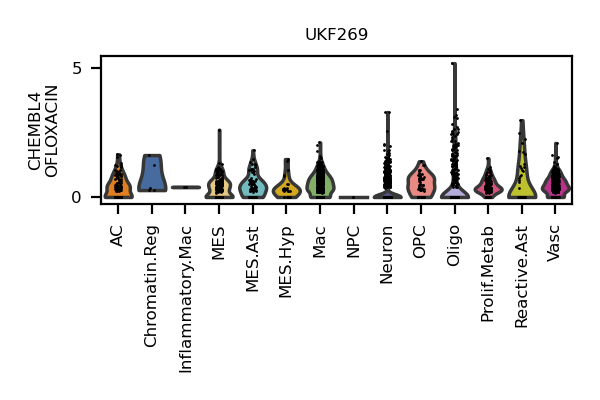 UKF269
CHEMBL4
OFLOXACIN
5
0
AC
Chromatin.Reg
Inflammatory.Mac
MES
MES.Ast
MES.Hyp
Mac
NPC
Neuron
OPC
Oligo
Prolif.Metab
Reactive.Ast
Vasc